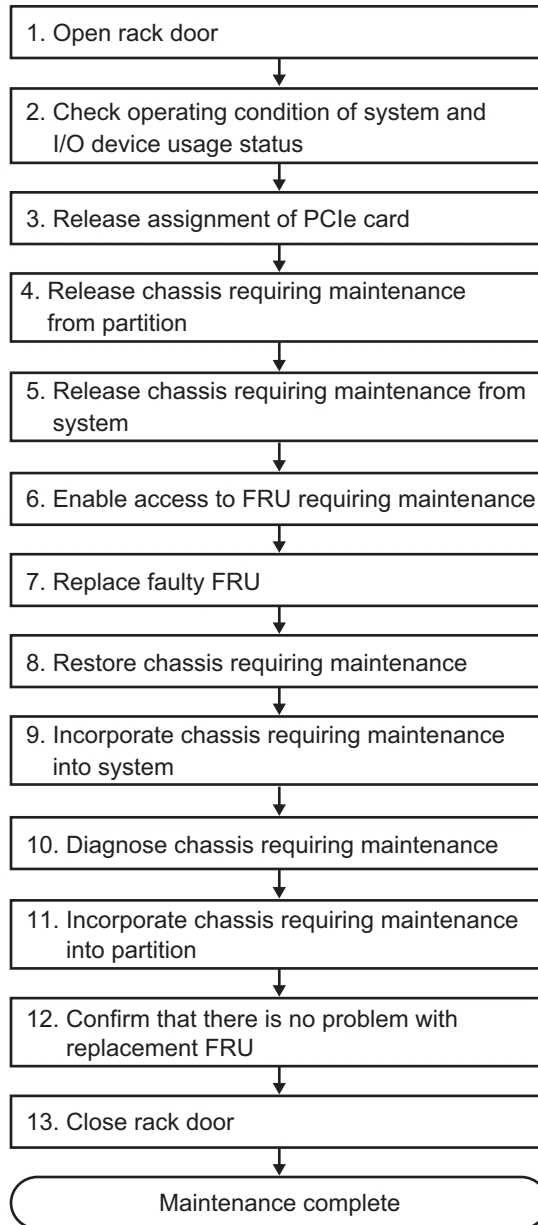 1. Open rack door
2. Check operating condition of system and
I/O device usage status
3. Release assignment of PCIe card
4. Release chassis requiring maintenance
from partition
5. Release chassis requiring maintenance from
system
6. Enable access to FRU requiring maintenance
7. Replace faulty FRU
8. Restore chassis requiring maintenance
9. Incorporate chassis requiring maintenance
into system
10. Diagnose chassis requiring maintenance
11. Incorporate chassis requiring maintenance
into partition
12. Confirm that there is no problem with
replacement FRU
13. Close rack door
Maintenance complete